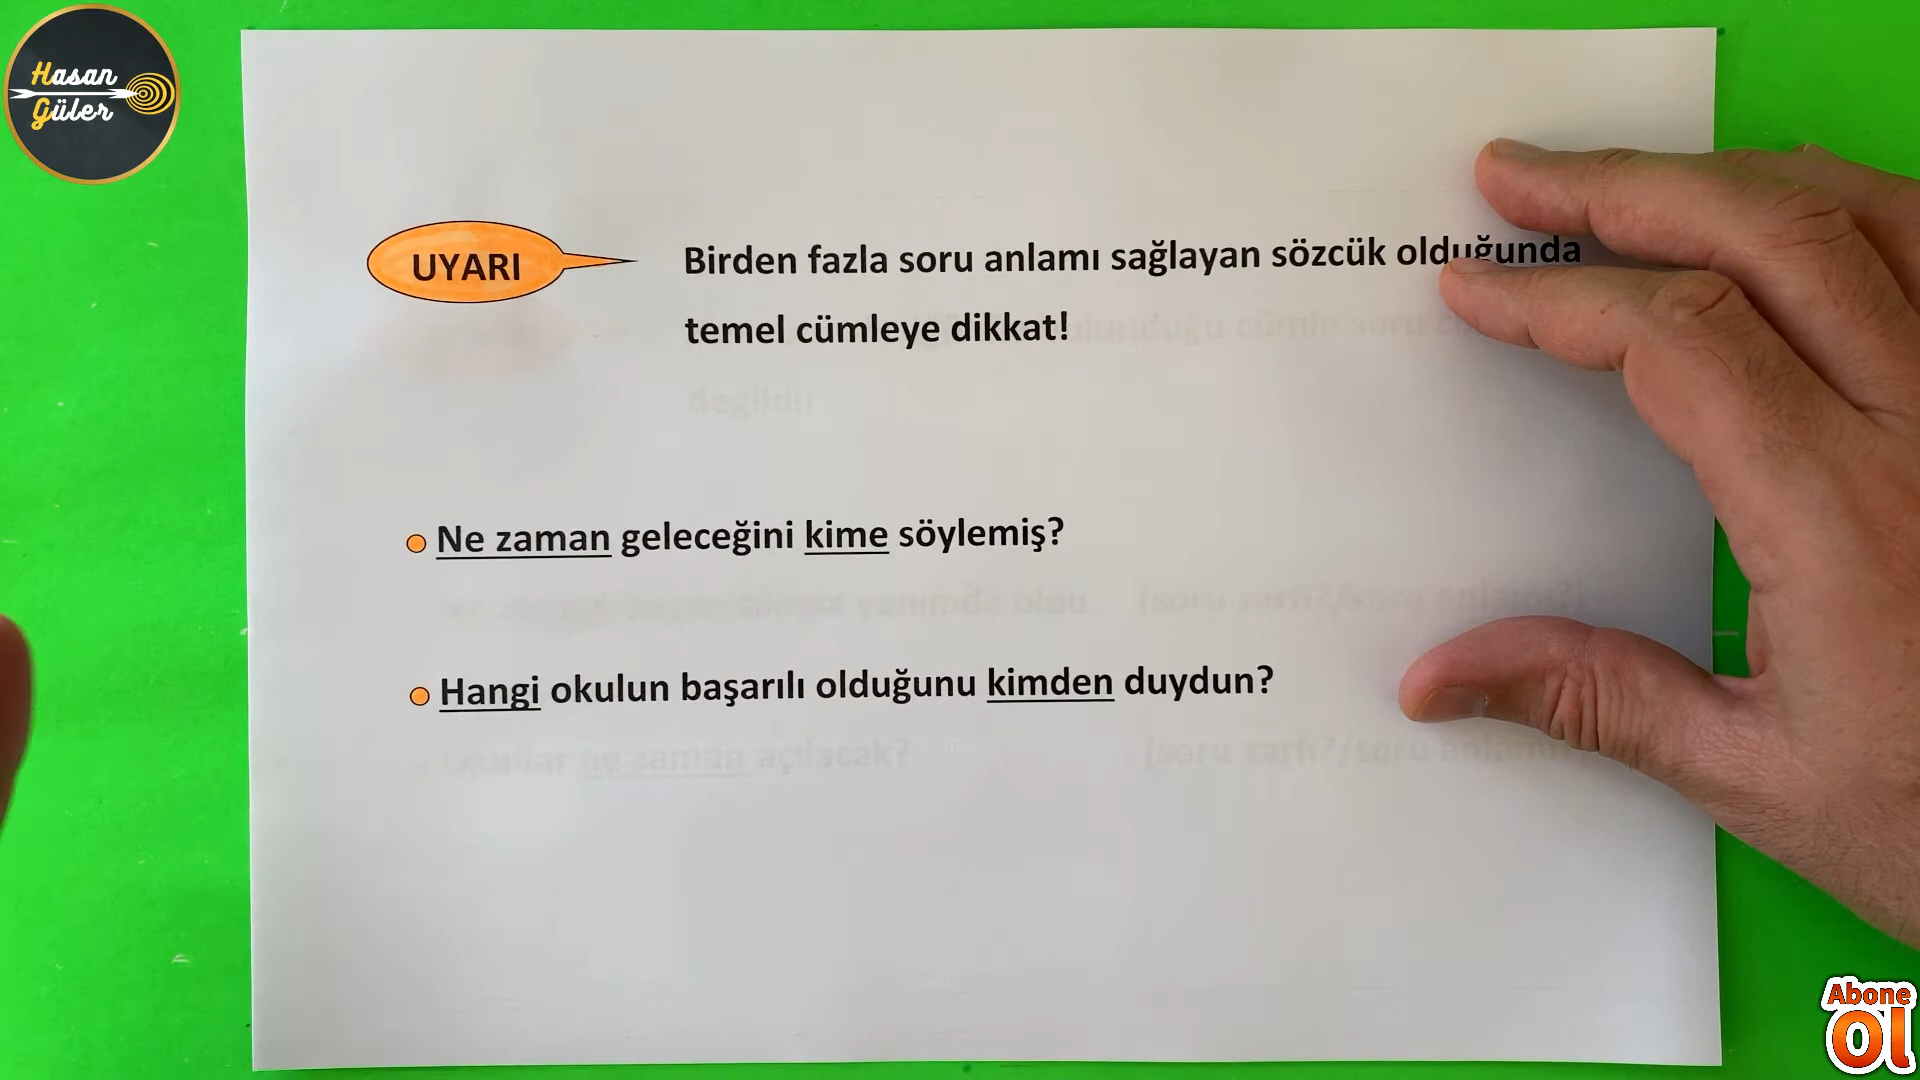 Hasan
Güler
UYARI
Birden fazla soru anlamı sağlayan sözcük olduğunda
temel cümleye dikkat!
Ne zaman geleceğini kime söylemiş?
Hangi okulun başarılı olduğunu kimden duydun?
Abone
Ol